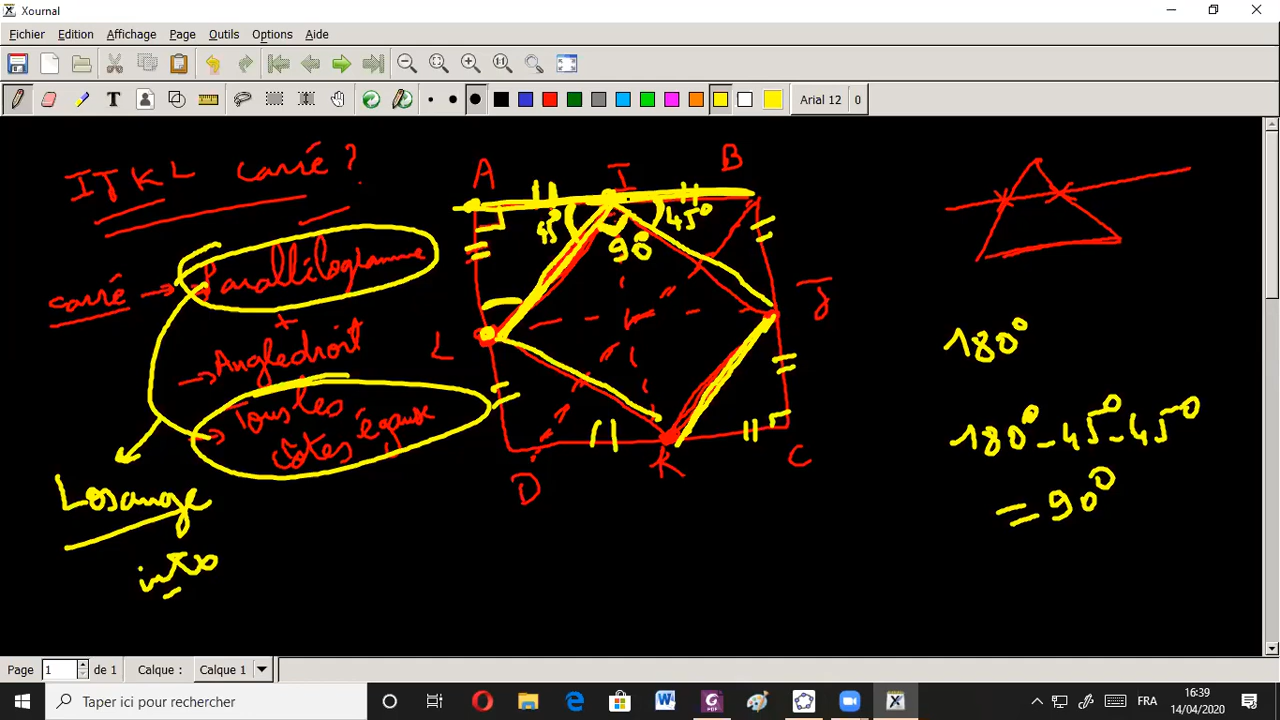 Xournal
Fichier Edition Affichage Page Outils Options Aide
Arial 12 0
IJKL carré ?
carré → Parallélogramme
+
→ Angle droit
→ Tous les
côtés égaux
Losange
A I B
45° 90° 45°
L J
D K C
180°
180° - 45° - 45°
= 90°
Page 1 de 1 Calque : Calque 1
Taper ici pour rechercher
FRA
16:39
14/04/2020